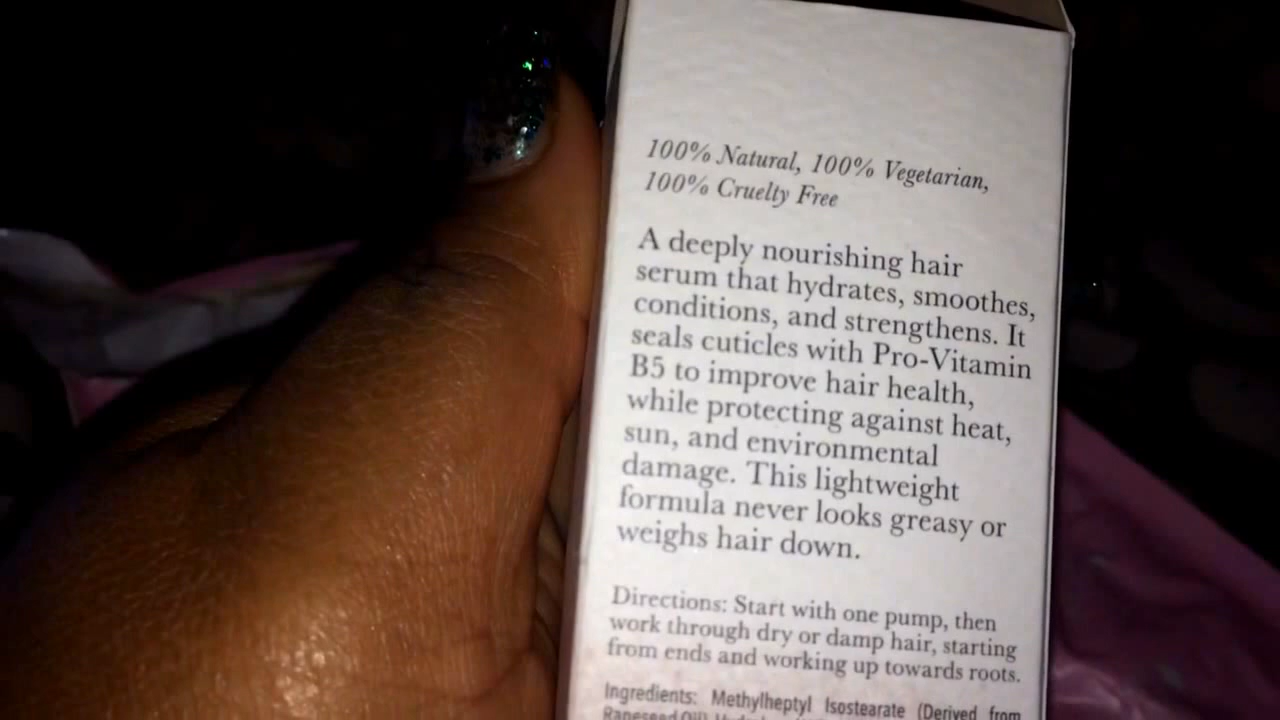 100% Natural, 100% Vegetarian,
100% Cruelty Free
A deeply nourishing hair
serum that hydrates, smoothes,
conditions, and strengthens. It
seals cuticles with Pro-Vitamin
B5 to improve hair health,
while protecting against heat,
sun, and environmental
damage. This lightweight
formula never looks greasy or
weighs hair down.
Directions: Start with one pump, then
work through dry or damp hair, starting
from ends and working up towards roots.
Ingredients: Methylheptyl Isostearate (Derived from
Rapeseed Oil)